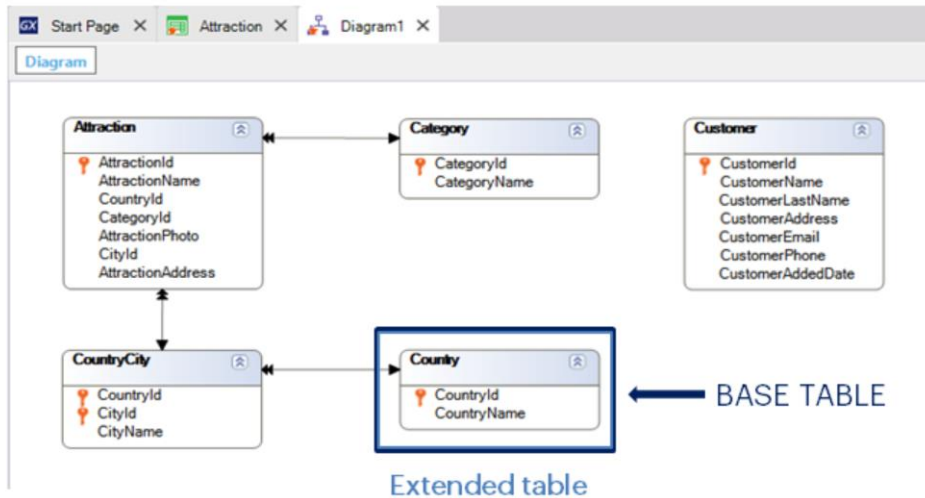 GX Start Page X Attraction X Diagram1 X
Diagram
Attraction
AttractionId
AttractionName
CountryId
CategoryId
AttractionPhoto
CityId
AttractionAddress
Category
CategoryId
CategoryName
Customer
CustomerId
CustomerName
CustomerLastName
CustomerAddress
CustomerEmail
CustomerPhone
CustomerAddedDate
CountryCity
CountryId
CityId
CityName
Country
CountryId
CountryName
BASE TABLE
Extended table